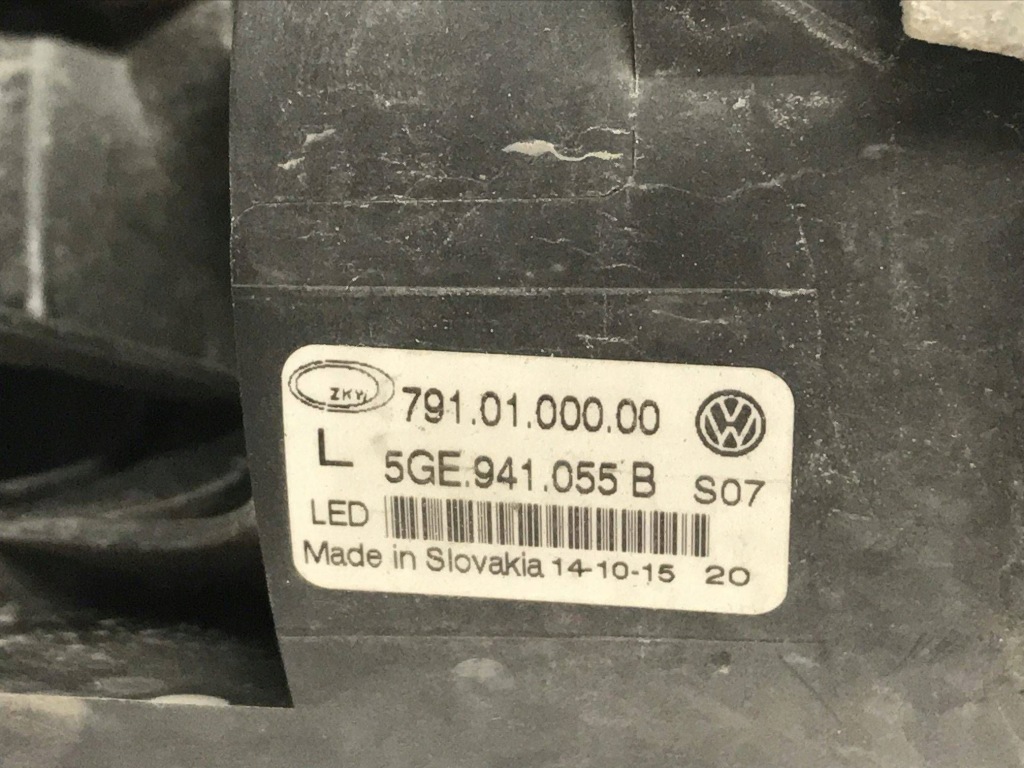 ZKW 791.01.000.00
L 5GE.941.055 B S07
LED
Made in Slovakia 14-10-15 20